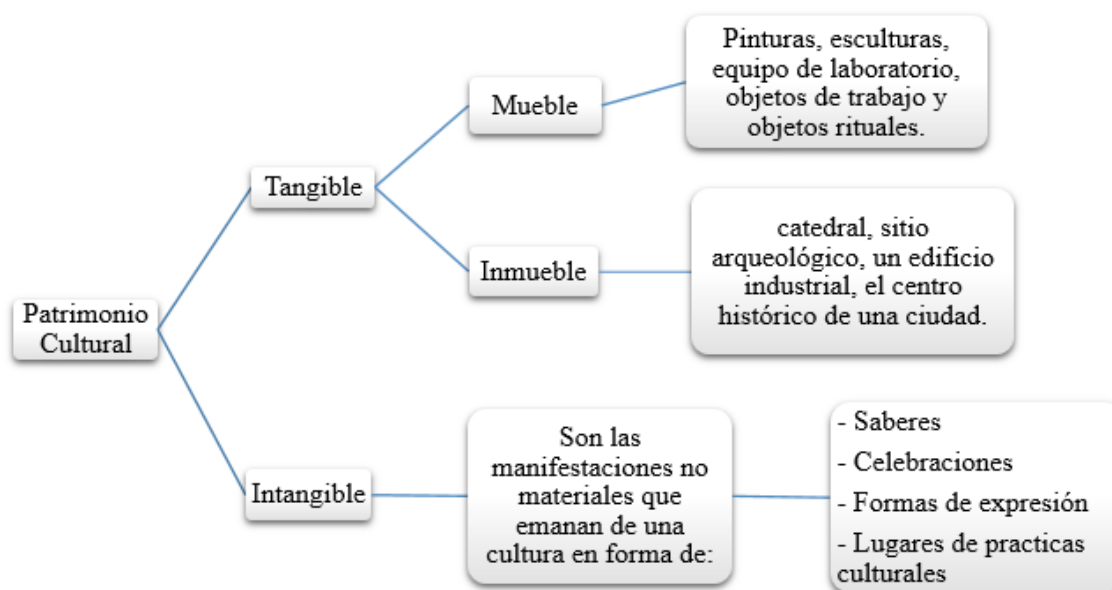 Patrimonio
Cultural
Tangible
Mueble
Pinturas, esculturas,
equipo de laboratorio,
objetos de trabajo y
objetos rituales.
Inmueble
catedral, sitio
arqueológico, un edificio
industrial, el centro
histórico de una ciudad.
Intangible
Son las
manifestaciones no
materiales que
emanan de una
cultura en forma de:
- Saberes
- Celebraciones
- Formas de expresión
- Lugares de practicas
culturales